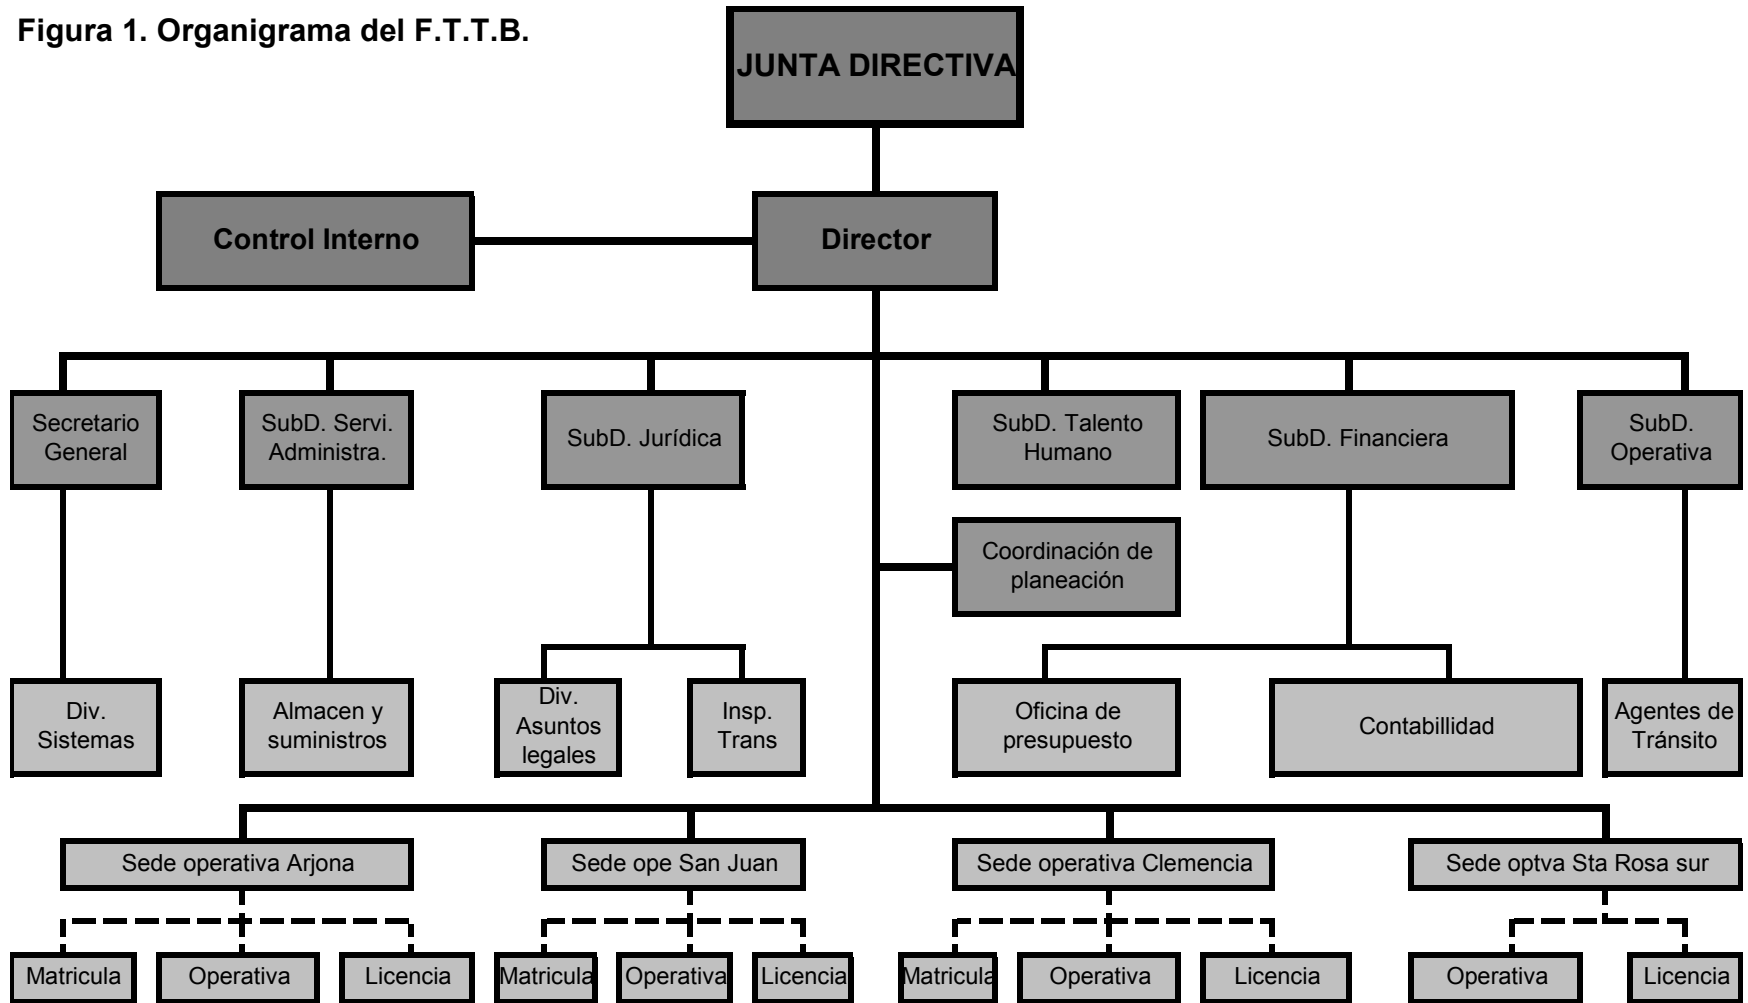 Figura 1. Organigrama del F.T.T.B.
JUNTA DIRECTIVA
Control Interno
Director
Secretario
General
SubD. Servi.
Administra.
SubD. Jurídica
SubD. Talento
Humano
SubD. Financiera
SubD.
Operativa
Coordinación de
planeación
Div.
Sistemas
Almacen y
suministros
Div.
Asuntos
legales
Insp.
Trans
Oficina de
presupuesto
Contabillidad
Agentes de
Tránsito
Sede operativa Arjona
Sede ope San Juan
Sede operativa Clemencia
Sede optva Sta Rosa sur
Matricula
Operativa
Licencia
Matricula
Operativa
Licencia
Matricula
Operativa
Licencia
Operativa
Licencia